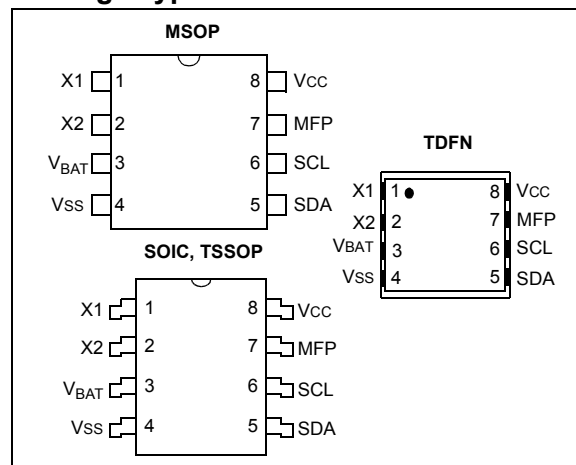 MSOP
X1 1 8 VCC
X2 2 7 MFP
VBAT 3 6 SCL
VSS 4 5 SDA
SOIC, TSSOP
X1 1 8 VCC
X2 2 7 MFP
VBAT 3 6 SCL
VSS 4 5 SDA
TDFN
X1 1 8 VCC
X2 2 7 MFP
VBAT 3 6 SCL
VSS 4 5 SDA